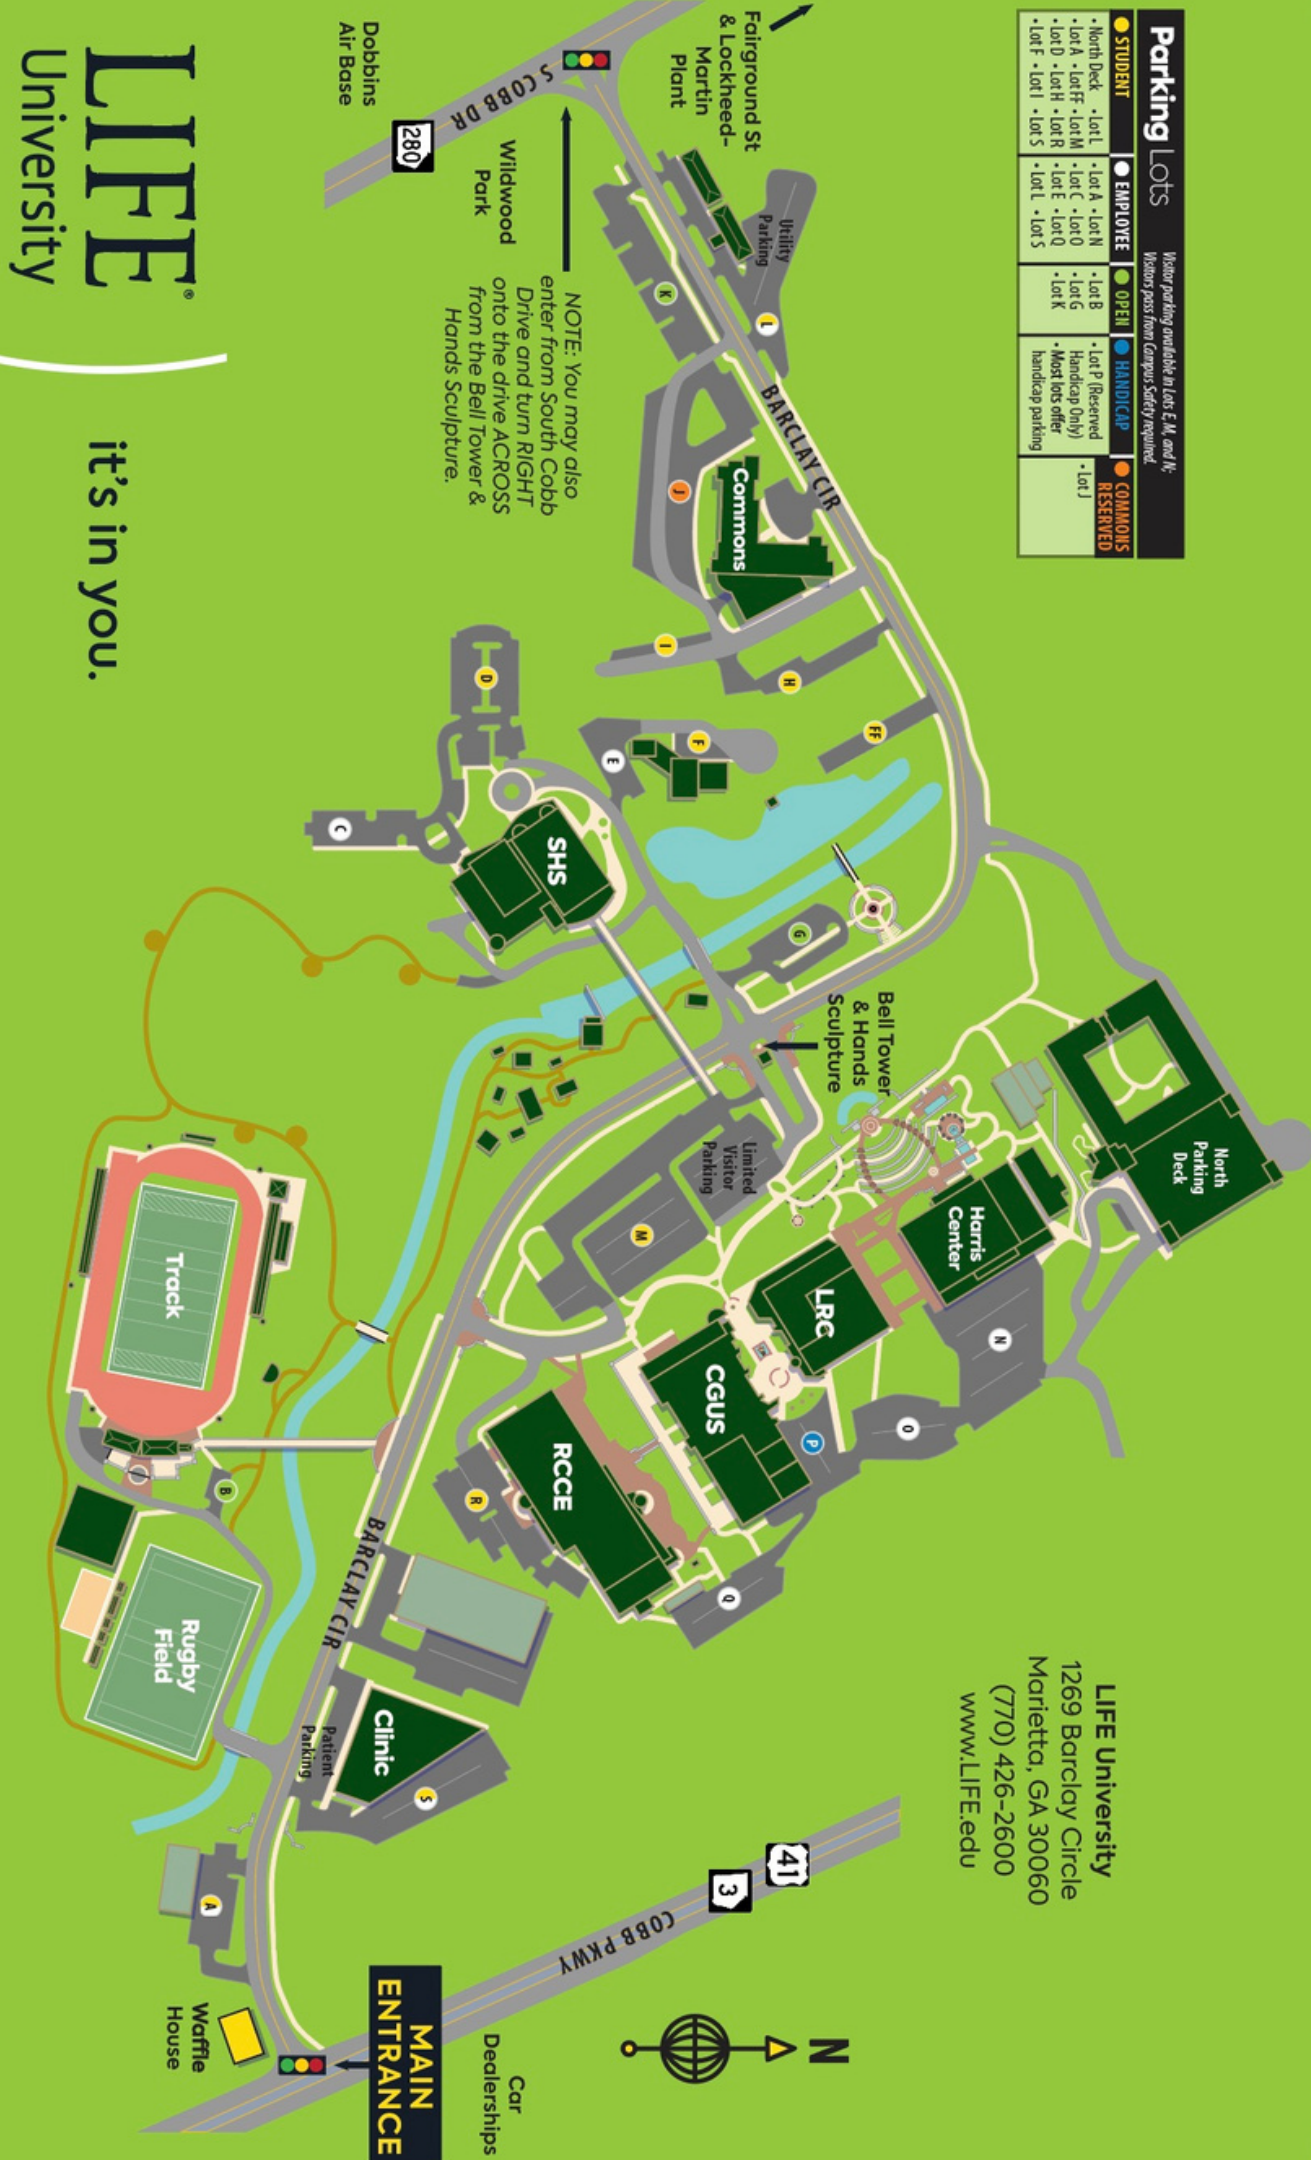 Parking Lots
Visitor parking available in Lots E, M, and N;
Visitors pass from Campus Safety required.
STUDENT
• North Deck • Lot L
• Lot A • Lot FF • Lot M
• Lot D • Lot H • Lot R
• Lot F • Lot I • Lot S
EMPLOYEE
• Lot A • Lot N
• Lot C • Lot O
• Lot E • Lot Q
• Lot L • Lot S
OPEN
• Lot B
• Lot G
• Lot K
HANDICAP
• Lot P (Reserved
Handicap Only)
• Most lots offer
handicap parking
COMMONS
RESERVED
• Lot J
LIFE University
1269 Barclay Circle
Marietta, GA 30060
(770) 426-2600
www.LIFE.edu
North
Parking
Deck
Harris
Center
N
O
LRC
P
CGUS
Q
RCCE
R
M
Limited
Visitor
Parking
Bell Tower
& Hands
Sculpture
G
FF
H
I
F
E
D
C
SHS
Commons
J
BARCLAY CIR
L
K
Utility
Parking
Fairground St
& Lockheed-
Martin
Plant
S COBB DR
280
Dobbins
Air Base
Wildwood
Park
NOTE: You may also
enter from South Cobb
Drive and turn RIGHT
onto the drive ACROSS
from the Bell Tower &
Hands Sculpture.
41
3
COBB PKWY
N
BARCLAY CIR
Clinic
Patient
Parking
S
Track
B
Rugby
Field
A
Waffle
House
MAIN
ENTRANCE
Car
Dealerships
LIFE®
University
it's in you.